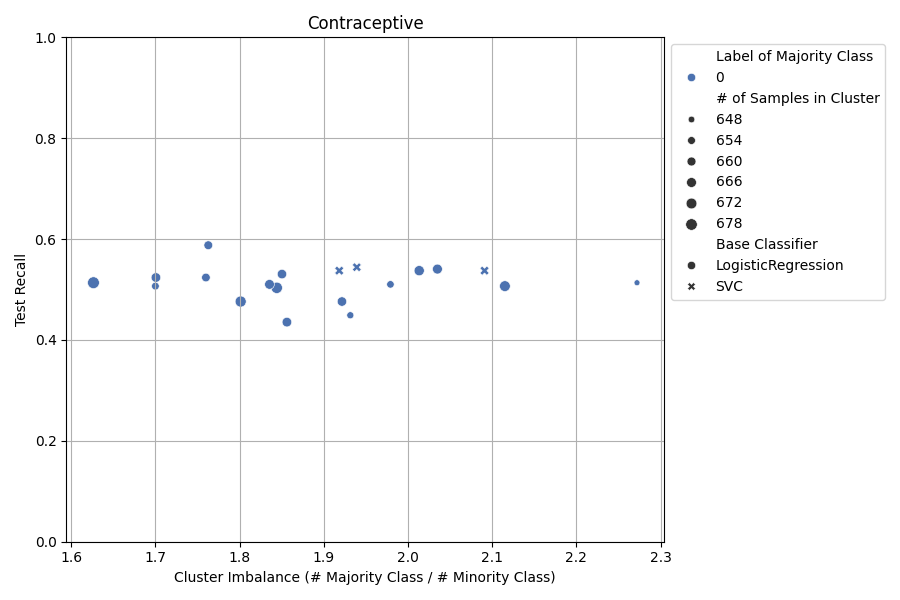 Contraceptive
Test Recall
1.0
0.8
0.6
0.4
0.2
0.0
1.6 1.7 1.8 1.9 2.0 2.1 2.2 2.3
Cluster Imbalance (# Majority Class / # Minority Class)
Label of Majority Class
0
# of Samples in Cluster
648
654
660
666
672
678
Base Classifier
LogisticRegression
SVC